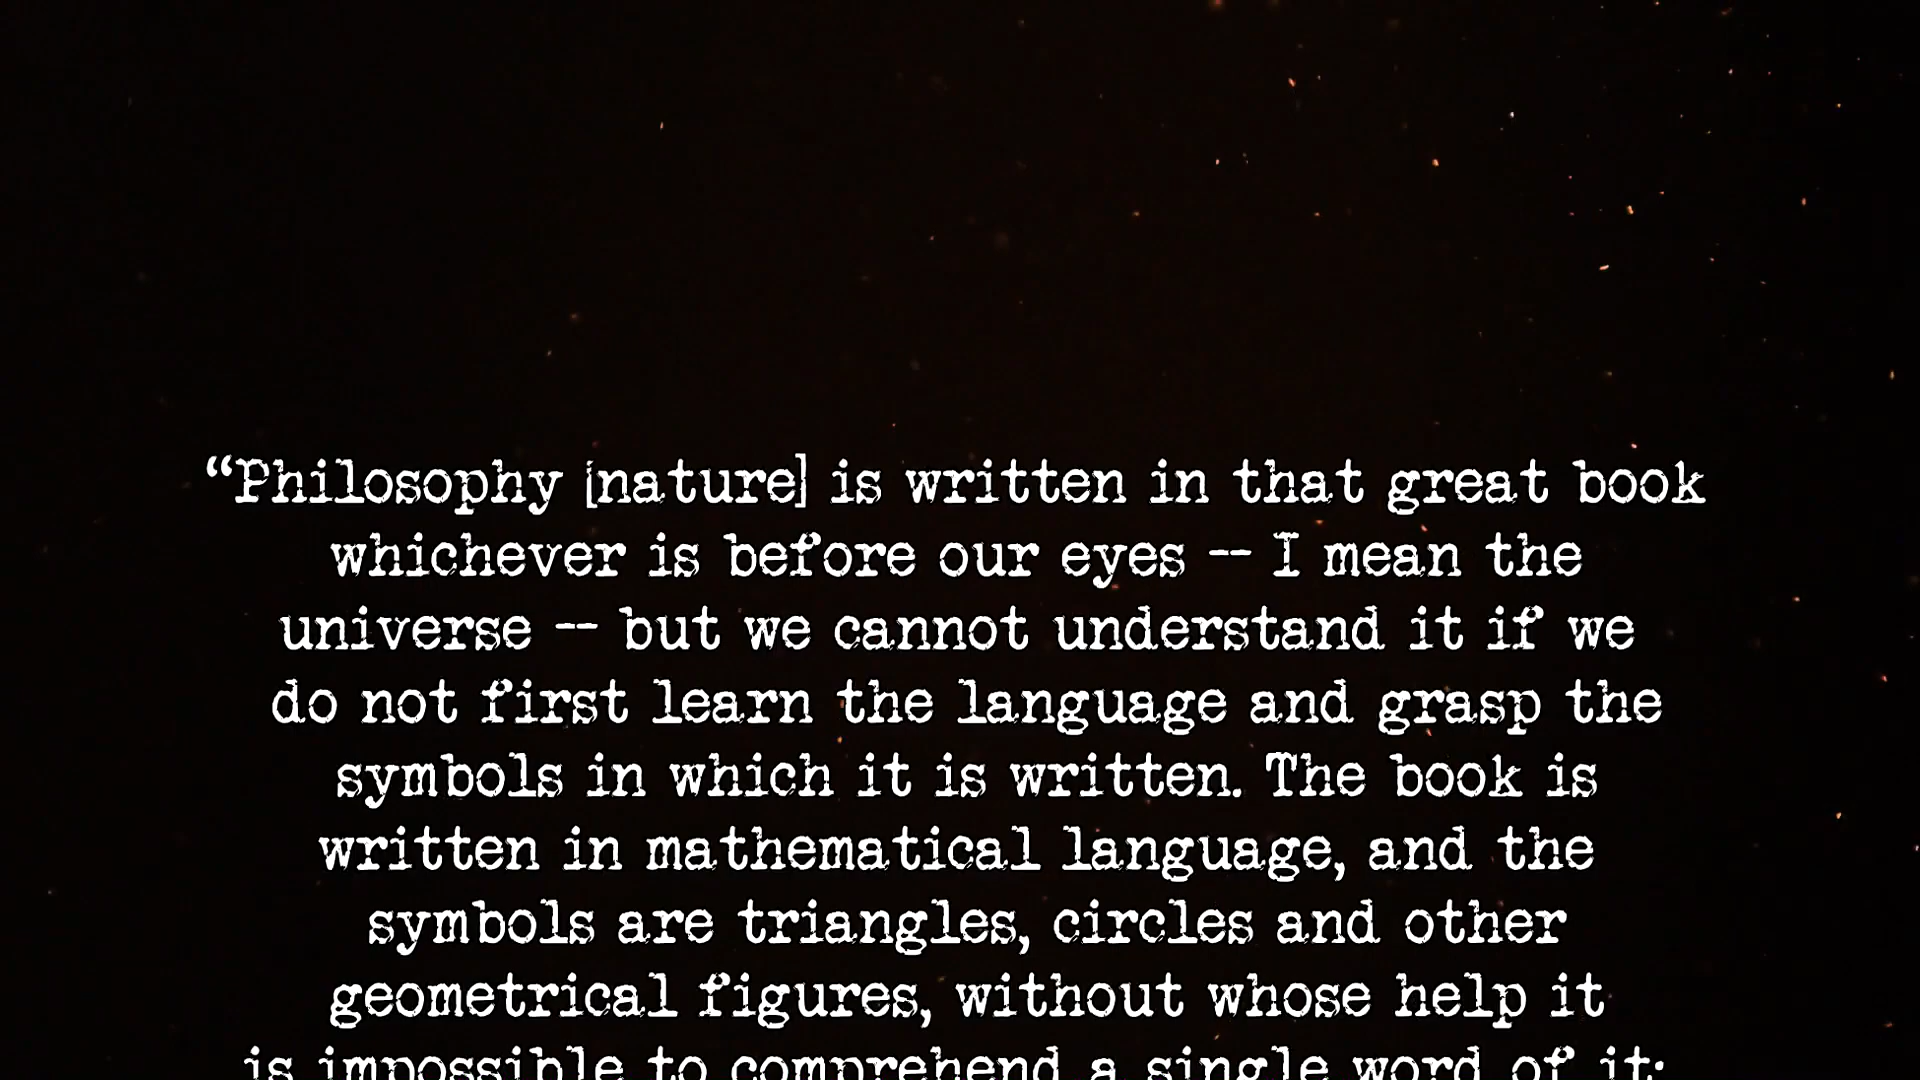 “Philosophy [nature] is written in that great book
whichever is before our eyes -- I mean the
universe -- but we cannot understand it if we
do not first learn the language and grasp the
symbols in which it is written. The book is
written in mathematical language, and the
symbols are triangles, circles and other
geometrical figures, without whose help it
is impossible to comprehend a single word of it;